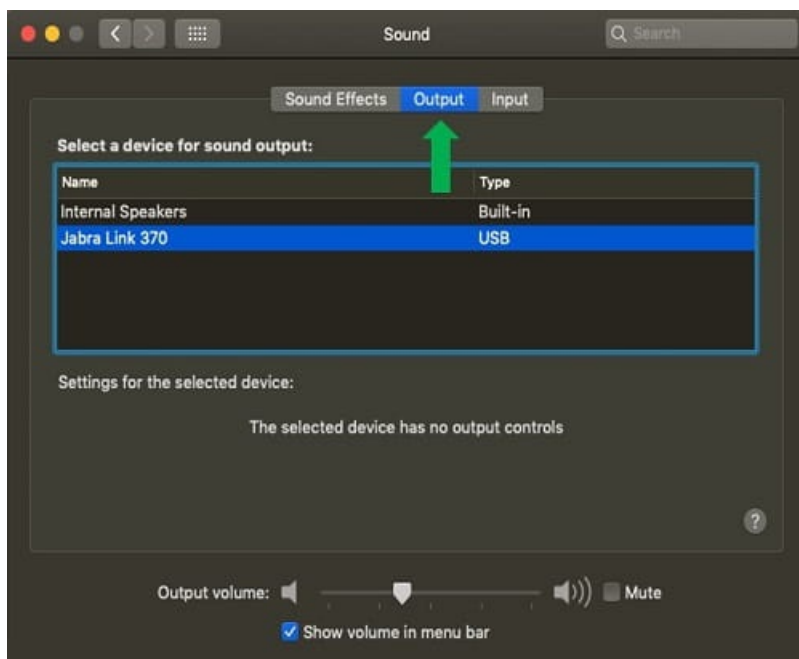 Sound
Search
Sound Effects Output Input
Select a device for sound output:
Name Type
Internal Speakers Built-in
Jabra Link 370 USB
Settings for the selected device:
The selected device has no output controls
?
Output volume: Mute
Show volume in menu bar